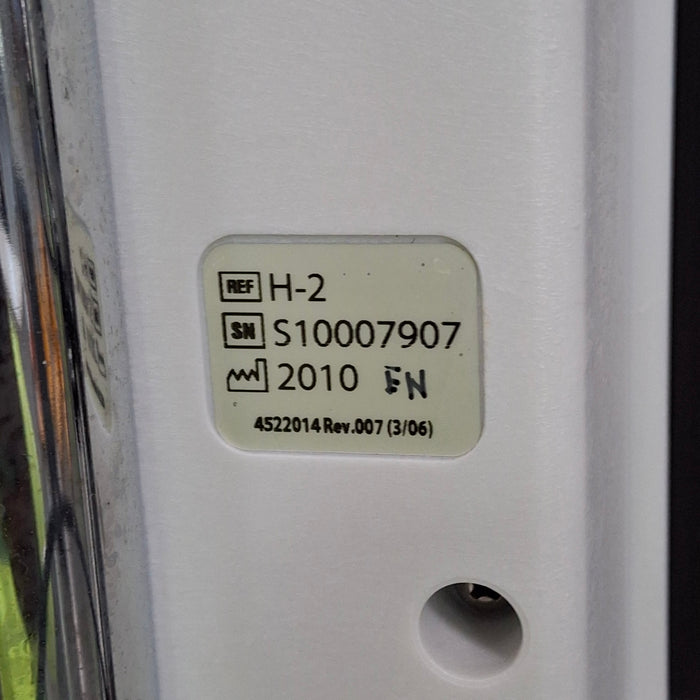 REF H-2
SN S10007907
2010 FN
4522014 Rev.007 (3/06)